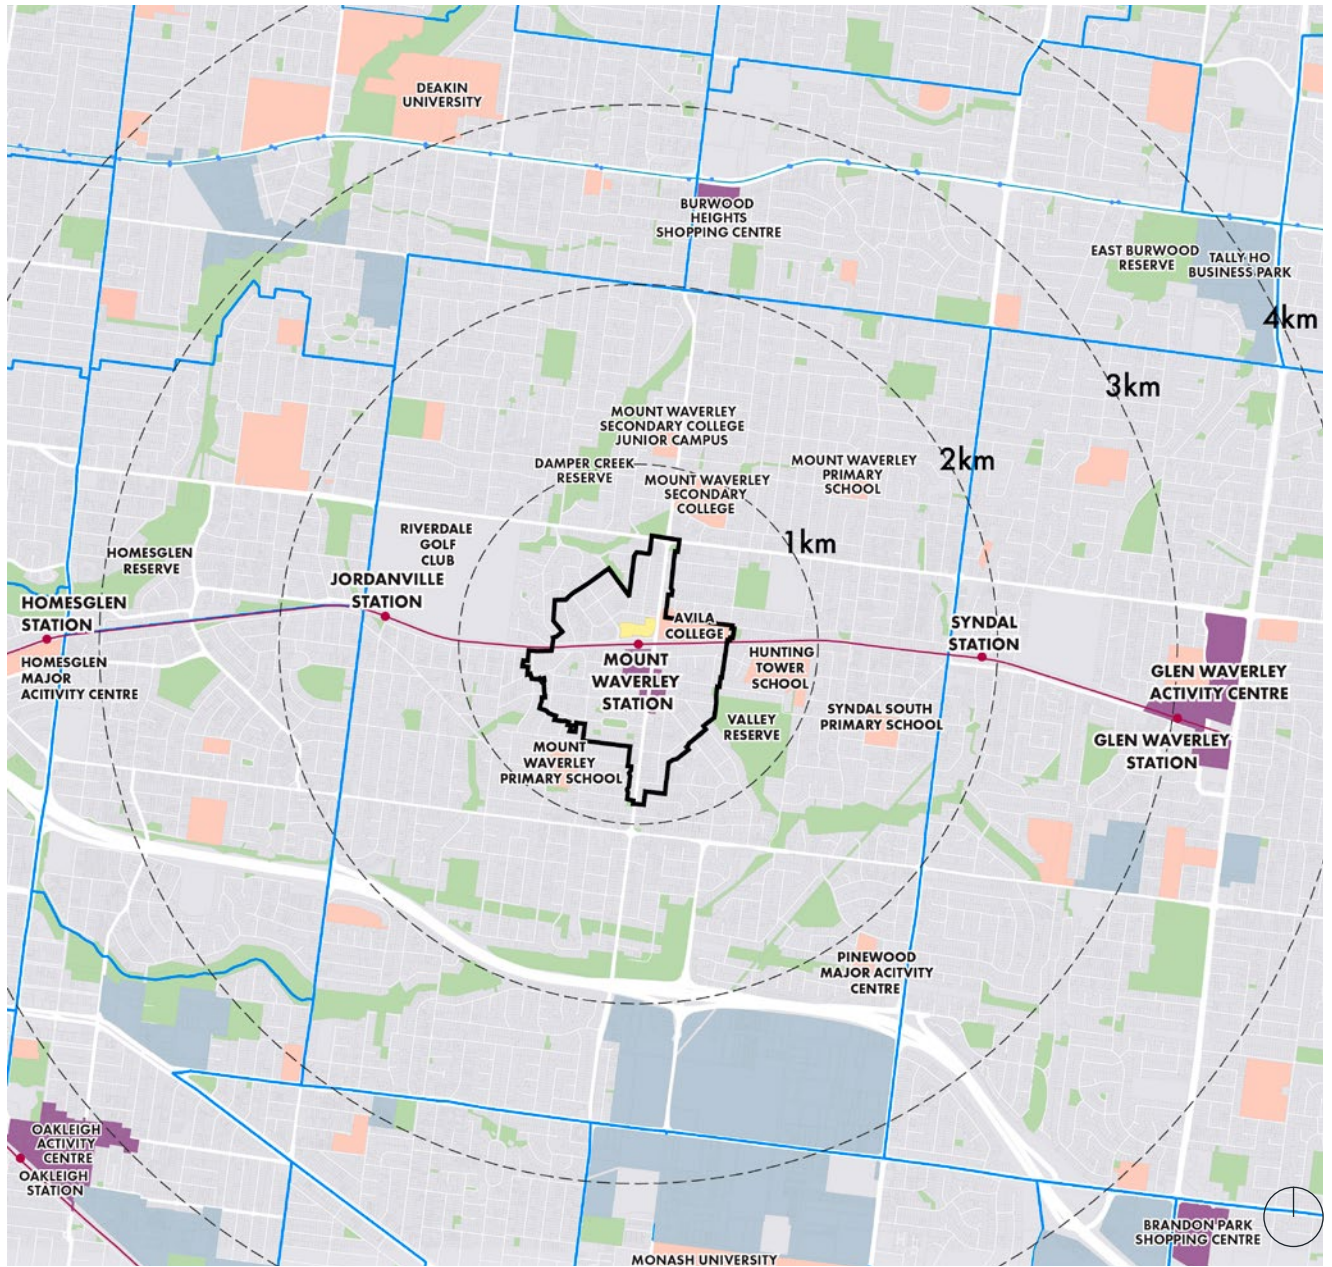 DEAKIN
UNIVERSITY
BURWOOD
HEIGHTS
SHOPPING CENTRE
EAST BURWOOD
RESERVE
TALLY HO
BUSINESS PARK
4km
3km
2km
1km
MOUNT WAVERLEY
SECONDARY COLLEGE
JUNIOR CAMPUS
DAMPER CREEK
RESERVE
MOUNT WAVERLEY
SECONDARY
COLLEGE
MOUNT WAVERLEY
PRIMARY
SCHOOL
RIVERDALE
GOLF
CLUB
HOMESGLEN
RESERVE
JORDANVILLE
STATION
HOMESGLEN
STATION
HOMESGLEN
MAJOR
ACITIVITY CENTRE
AVILA
COLLEGE
MOUNT
WAVERLEY
STATION
HUNTING
TOWER
SCHOOL
SYNDAL
STATION
GLEN WAVERLEY
ACTIVITY CENTRE
GLEN WAVERLEY
STATION
SYNDAL SOUTH
PRIMARY SCHOOL
VALLEY
RESERVE
MOUNT
WAVERLEY
PRIMARY SCHOOL
PINEWOOD
MAJOR ACITVITY
CENTRE
OAKLEIGH
ACTIVITY
CENTRE
OAKLEIGH
STATION
MONASH UNIVERSITY
BRANDON PARK
SHOPPING CENTRE